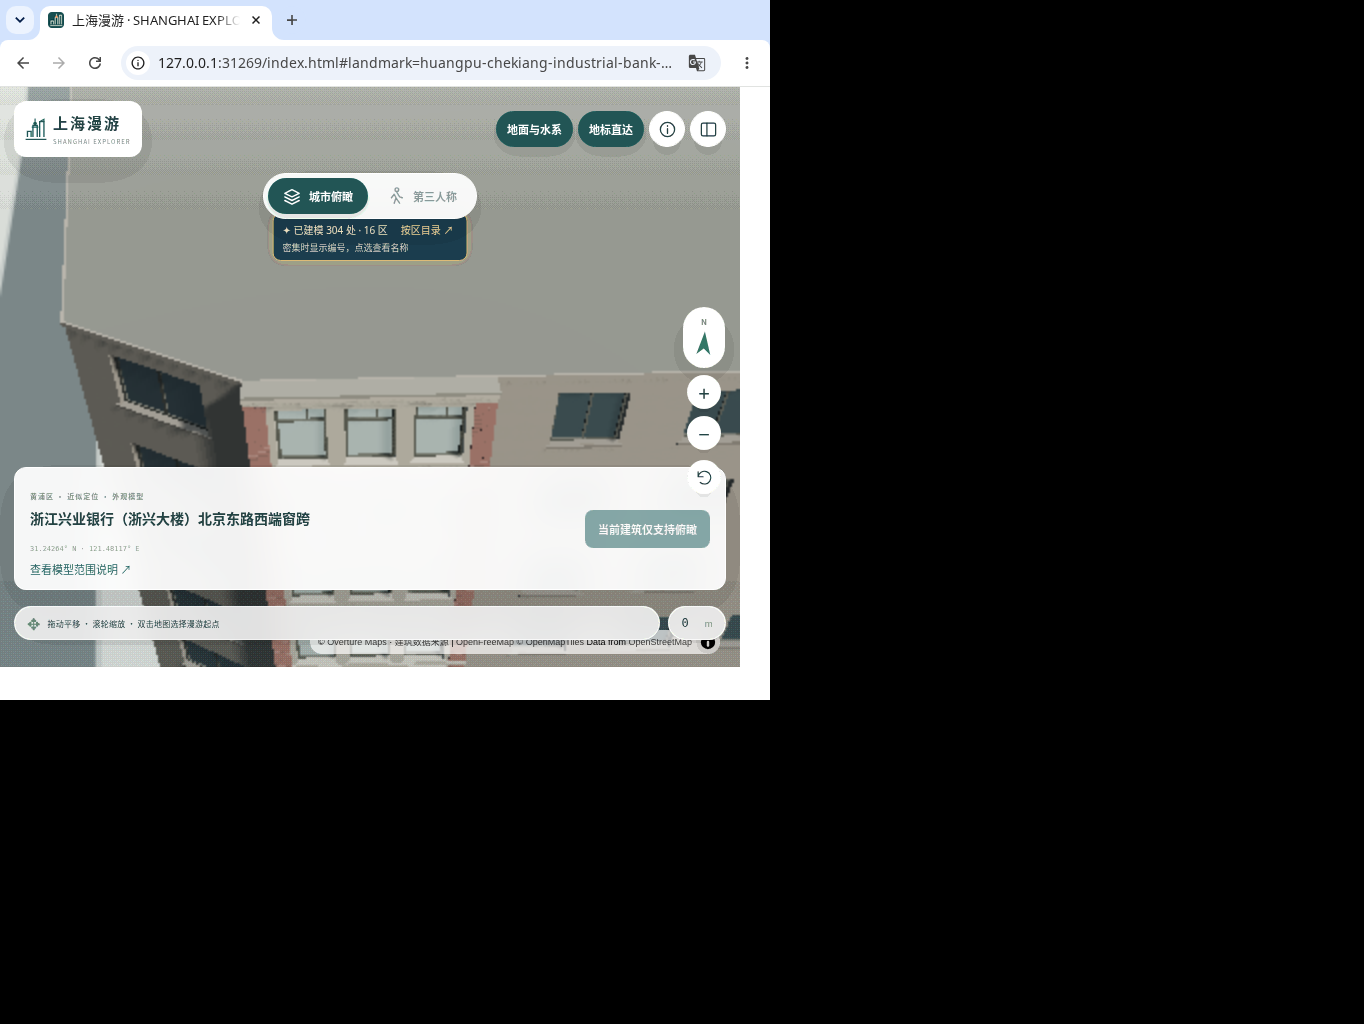 上海漫游 · SHANGHAI EXPLO
127.0.0.1:31269/index.html#landmark=huangpu-chekiang-industrial-bank-...
上海漫游
SHANGHAI EXPLORER
地面与水系
地标直达
城市俯瞰
第三人称
✦ 已建模 304 处 · 16 区 按区目录 ↗
密集时显示编号，点选查看名称
N
+
−
黄浦区 · 近似定位 · 外观模型
浙江兴业银行（浙兴大楼）北京东路西端窗跨
当前建筑仅支持俯瞰
31.24264° N · 121.48117° E
查看模型范围说明 ↗
拖动平移 · 滚轮缩放 · 双击地图选择漫游起点
0 m
© Overture Maps · 建筑数据来源 | OpenFreeMap © OpenMapTiles Data from OpenStreetMap